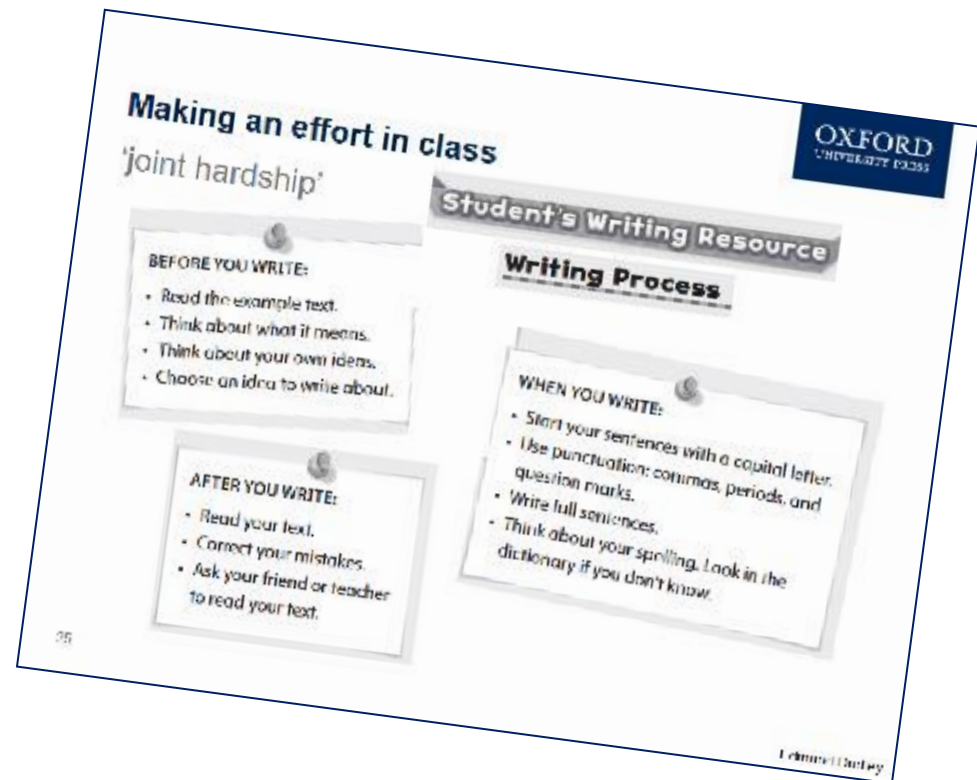 Making an effort in class
'joint hardship'
OXFORD
UNIVERSITY PRESS
Student's Writing Resource
Writing Process
BEFORE YOU WRITE:
• Read the example text.
• Think about what it means.
• Think about your own ideas.
• Choose an idea to write about.
WHEN YOU WRITE:
• Start your sentences with a capital letter.
• Use punctuation: commas, periods, and
question marks.
• Write full sentences.
• Think about your spelling. Look in the
dictionary if you don't know.
AFTER YOU WRITE:
• Read your text.
• Correct your mistakes.
• Ask your friend or teacher
to read your text.